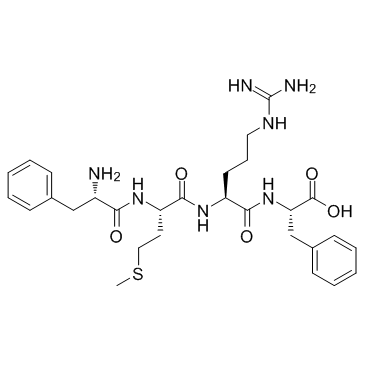 HN NH2
NH
NH2 O O
H H OH
N N
O N O
H
S